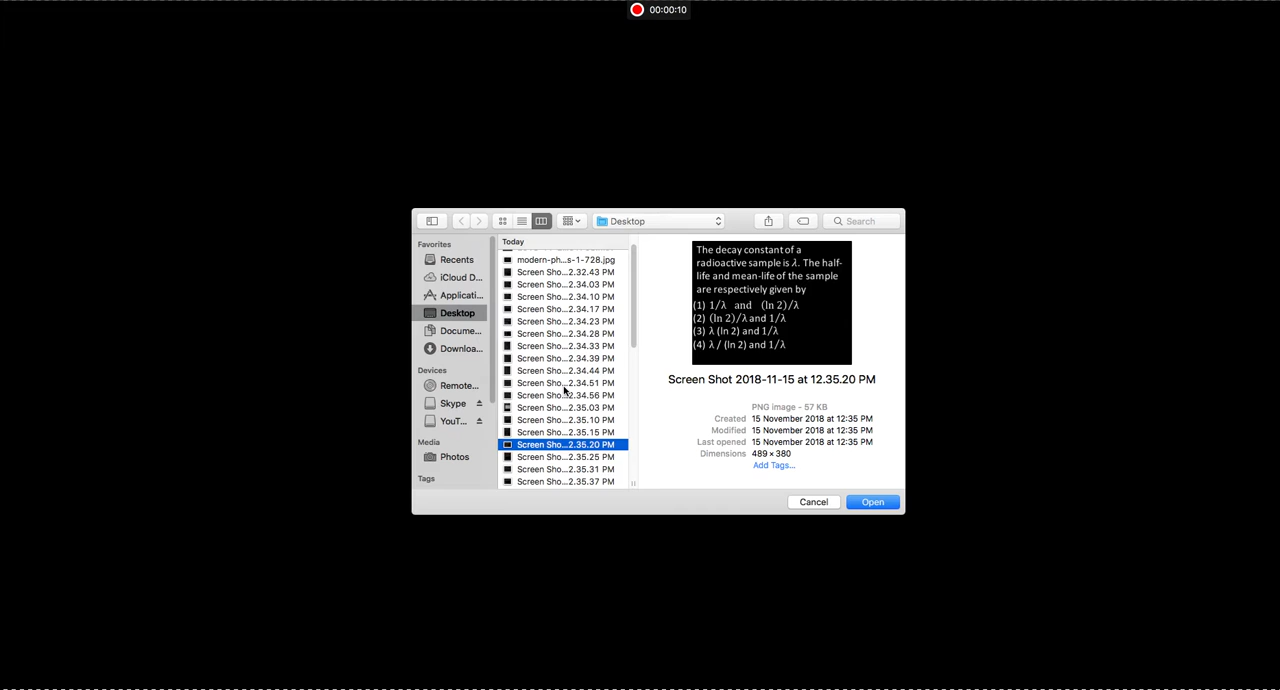 00:00:10
Desktop
Search
Favorites
Recents
iCloud D...
Applicati...
Desktop
Docume...
Downloa...
Devices
Remote...
Skype
YouT...
Media
Photos
Tags
Today
modern-ph...s-1-728.jpg
Screen Sho...2.32.43 PM
Screen Sho...2.34.03 PM
Screen Sho...2.34.10 PM
Screen Sho...2.34.17 PM
Screen Sho...2.34.23 PM
Screen Sho...2.34.28 PM
Screen Sho...2.34.33 PM
Screen Sho...2.34.39 PM
Screen Sho...2.34.44 PM
Screen Sho...2.34.51 PM
Screen Sho...2.34.56 PM
Screen Sho...2.35.03 PM
Screen Sho...2.35.10 PM
Screen Sho...2.35.15 PM
Screen Sho...2.35.20 PM
Screen Sho...2.35.25 PM
Screen Sho...2.35.31 PM
Screen Sho...2.35.37 PM
The decay constant of a
radioactive sample is λ. The half-
life and mean-life of the sample
are respectively given by
(1) 1/λ and (ln 2)/λ
(2) (ln 2)/λ and 1/λ
(3) λ (ln 2) and 1/λ
(4) λ / (ln 2) and 1/λ
Screen Shot 2018-11-15 at 12.35.20 PM
PNG image - 57 KB
Created 15 November 2018 at 12:35 PM
Modified 15 November 2018 at 12:35 PM
Last opened 15 November 2018 at 12:35 PM
Dimensions 489 × 380
Add Tags...
Cancel
Open